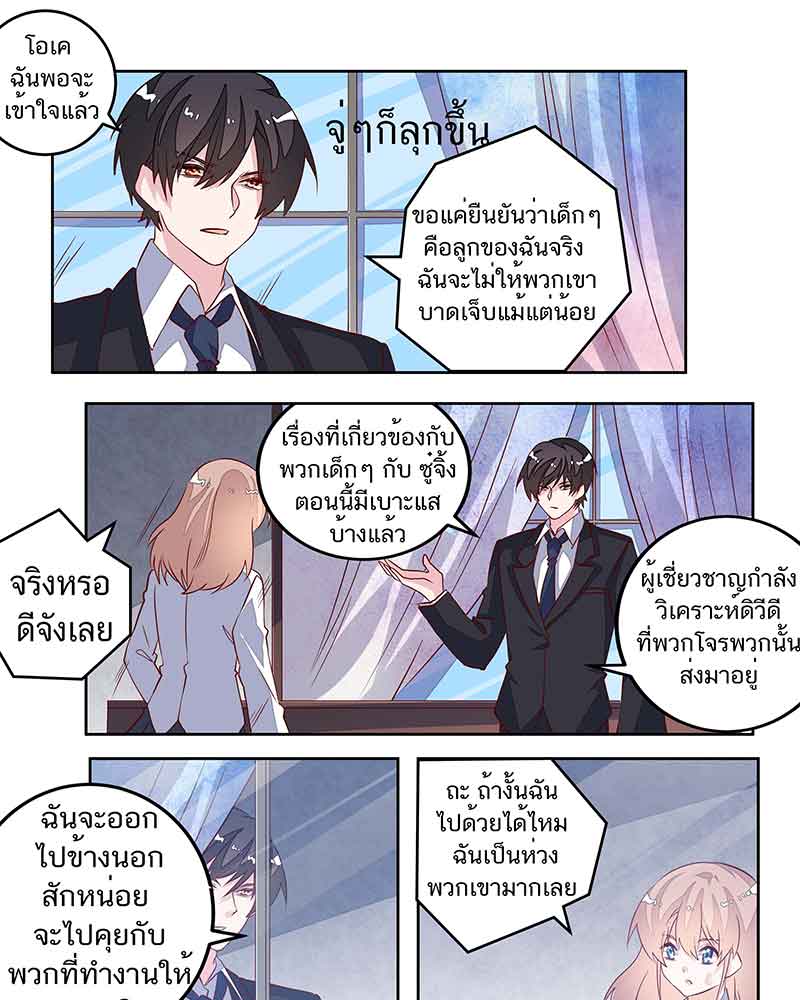 โอเค
ฉันพอจะ
เข้าใจแล้ว
จู่ๆก็ลุกขึ้น
ขอแค่ยืนยันว่าเด็กๆ
คือลูกของฉันจริง
ฉันจะไม่ให้พวกเขา
บาดเจ็บแม้แต่น้อย
เรื่องที่เกี่ยวข้องกับ
พวกเด็กๆ กับ ซู๋จิ้ง
ตอนนี้มีเบาะแส
บ้างแล้ว
จริงหรอ
ดีจังเลย
ผู้เชี่ยวชาญกำลัง
วิเคราะห์ดิวีดี
ที่พวกโจรพวกนั้น
ส่งมาอยู่
ฉันจะออก
ไปข้างนอก
สักหน่อย
จะไปคุยกับ
พวกที่ทำงานให้
ถะ ถ้างั้นฉัน
ไปด้วยได้ไหม
ฉันเป็นห่วง
พวกเขามากเลย